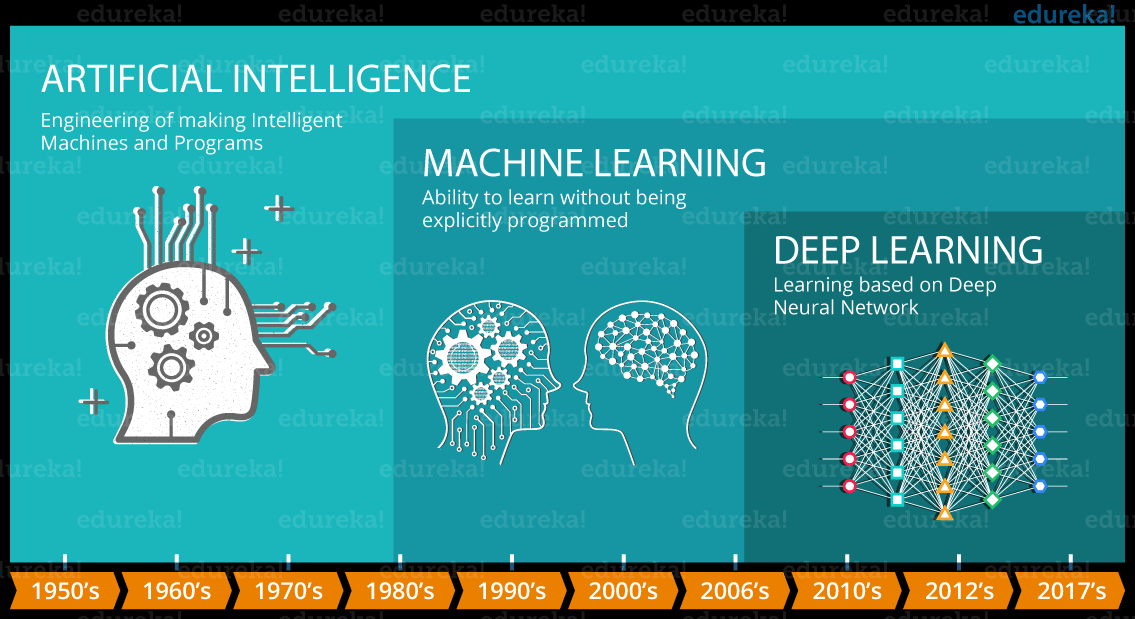 edureka!
ARTIFICIAL INTELLIGENCE
Engineering of making Intelligent
Machines and Programs
MACHINE LEARNING
Ability to learn without being
explicitly programmed
DEEP LEARNING
Learning based on Deep
Neural Network
1950's 1960's 1970's 1980's 1990's 2000's 2006's 2010's 2012's 2017's